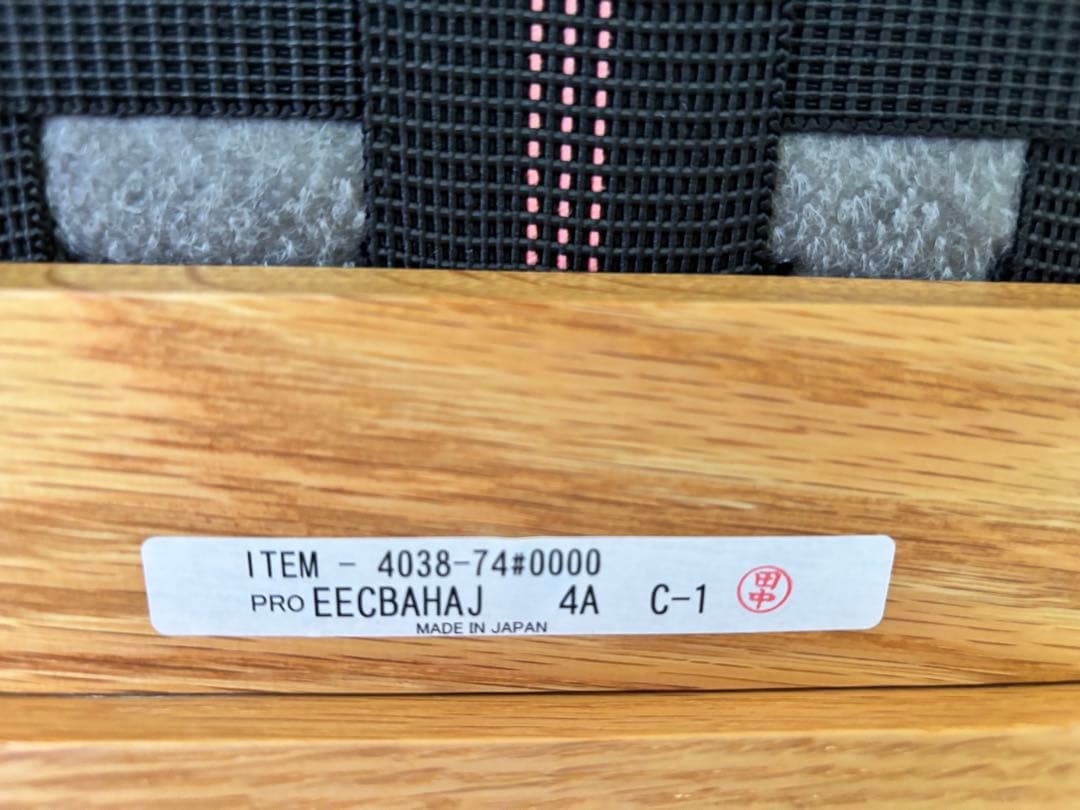 ITEM - 4038-74#0000
PRO EECBAHAJ 4A C-1 田中
MADE IN JAPAN